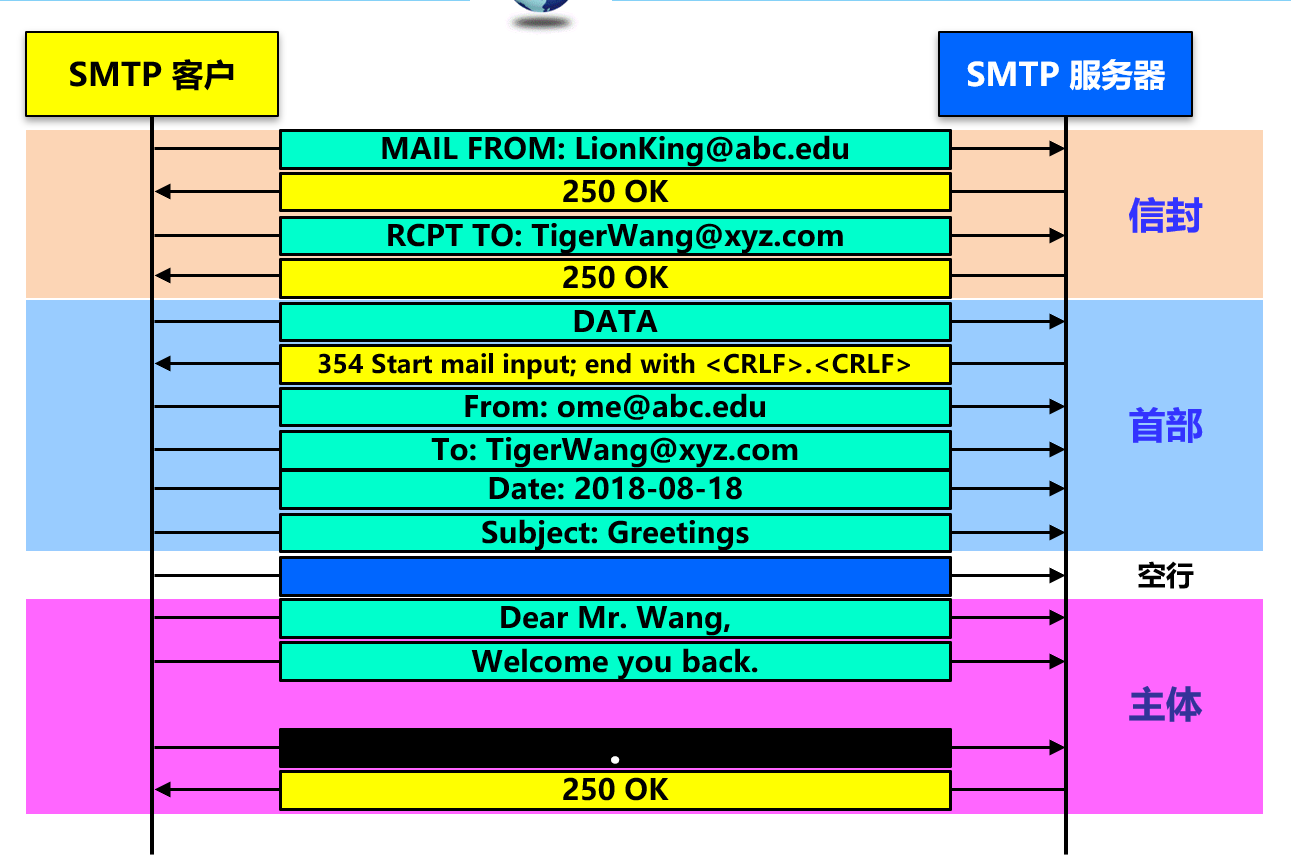 SMTP 客户
SMTP 服务器
MAIL FROM: LionKing@abc.edu
250 OK
信封
RCPT TO: TigerWang@xyz.com
250 OK
DATA
354 Start mail input; end with <CRLF>.<CRLF>
From: ome@abc.edu
首部
To: TigerWang@xyz.com
Date: 2018-08-18
Subject: Greetings
空行
Dear Mr. Wang,
Welcome you back.
主体
.
250 OK